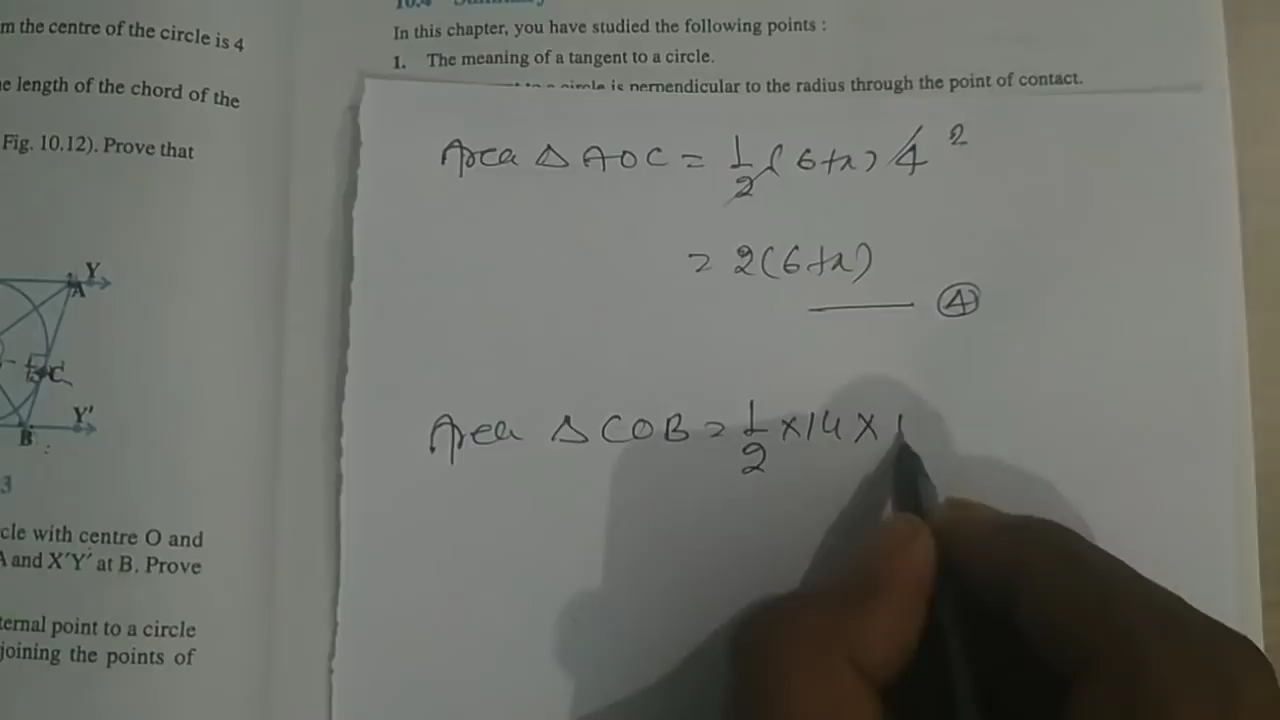 m the centre of the circle is 4
e length of the chord of the
Fig. 10.12). Prove that
Y
A
C
Y'
B
3
cle with centre O and
A and X'Y' at B. Prove
ternal point to a circle
joining the points of
10.4 Summary
In this chapter, you have studied the following points :
1. The meaning of a tangent to a circle.
circle is perpendicular to the radius through the point of contact.
Area △ AOC = 1/2 (6+x) 4 2
= 2(6+x)
④
Area △ COB = 1/2 × 14 ×